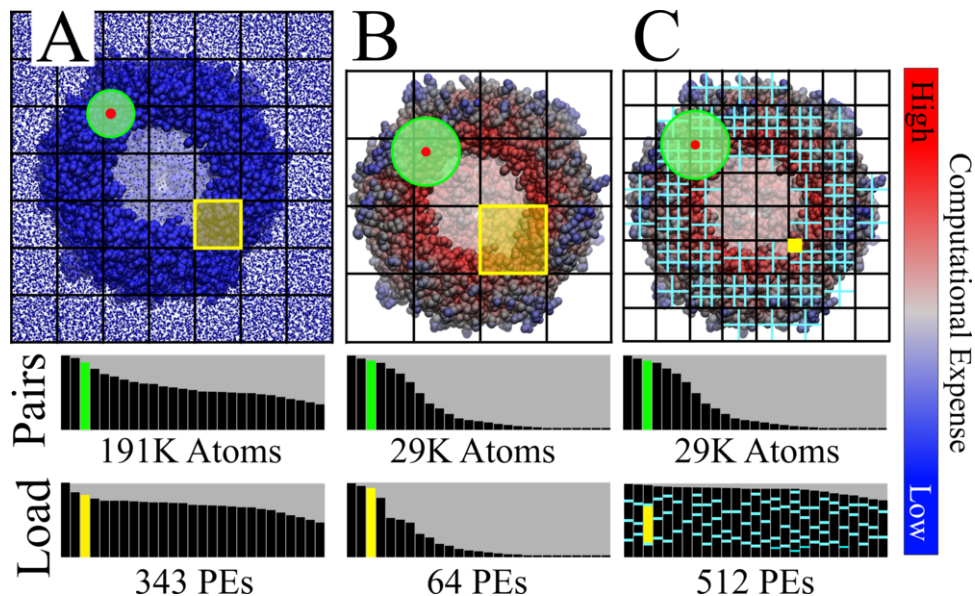 A
B
C
High
Computational Expense
Low
Pairs
191K Atoms
29K Atoms
29K Atoms
Load
343 PEs
64 PEs
512 PEs